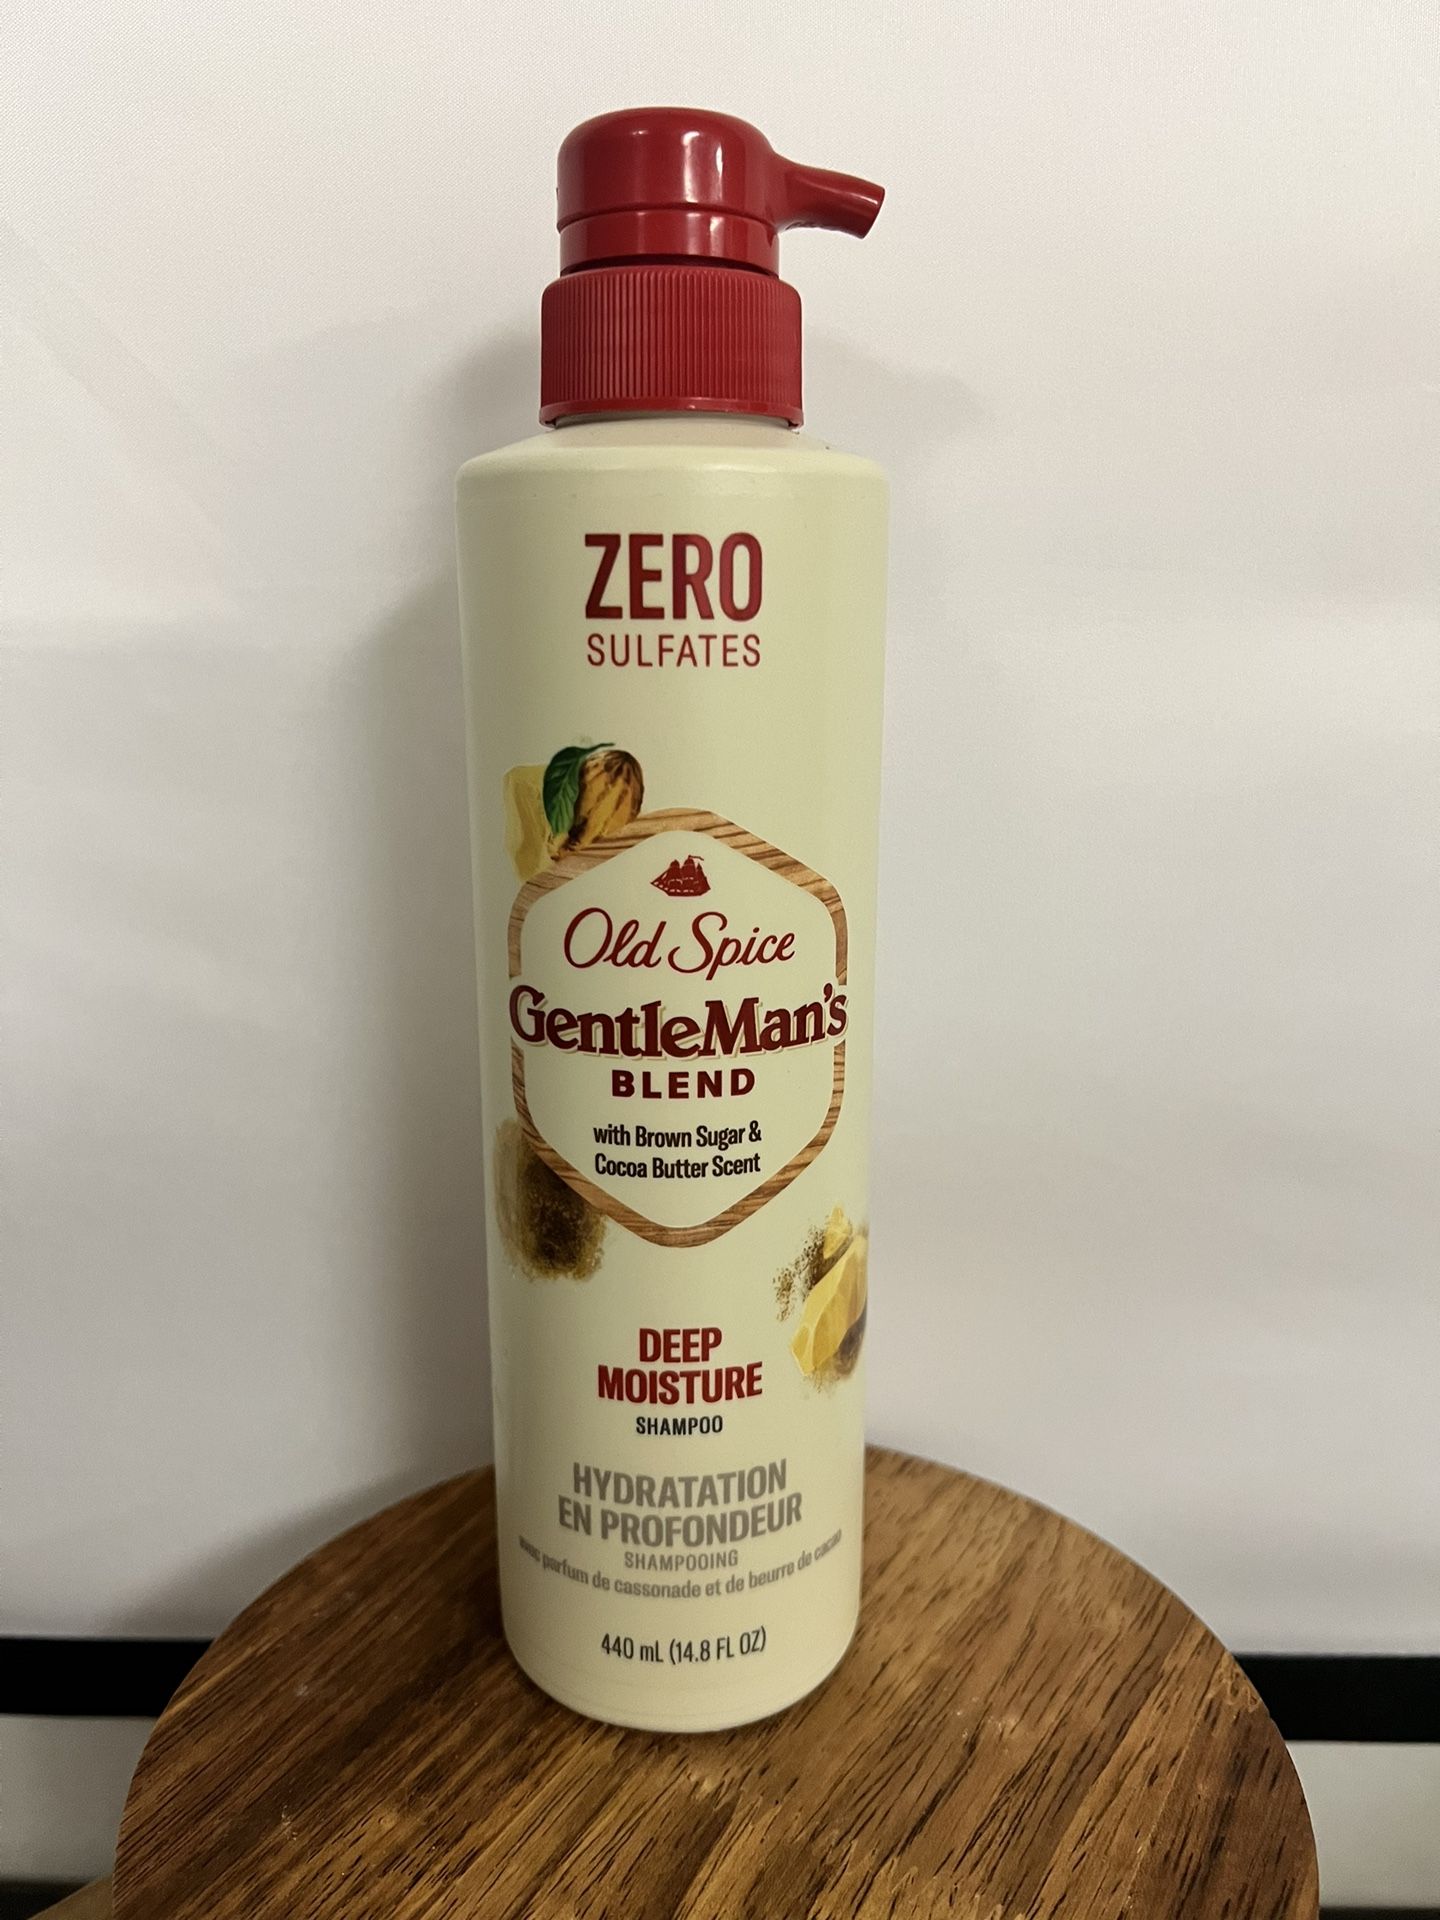 ZERO
SULFATES
Old Spice
GentleMan's
BLEND
with Brown Sugar &
Cocoa Butter Scent
DEEP
MOISTURE
SHAMPOO
HYDRATATION
EN PROFONDEUR
SHAMPOOING
avec parfum de cassonade et de beurre de cacao
440 mL (14.8 FL OZ)